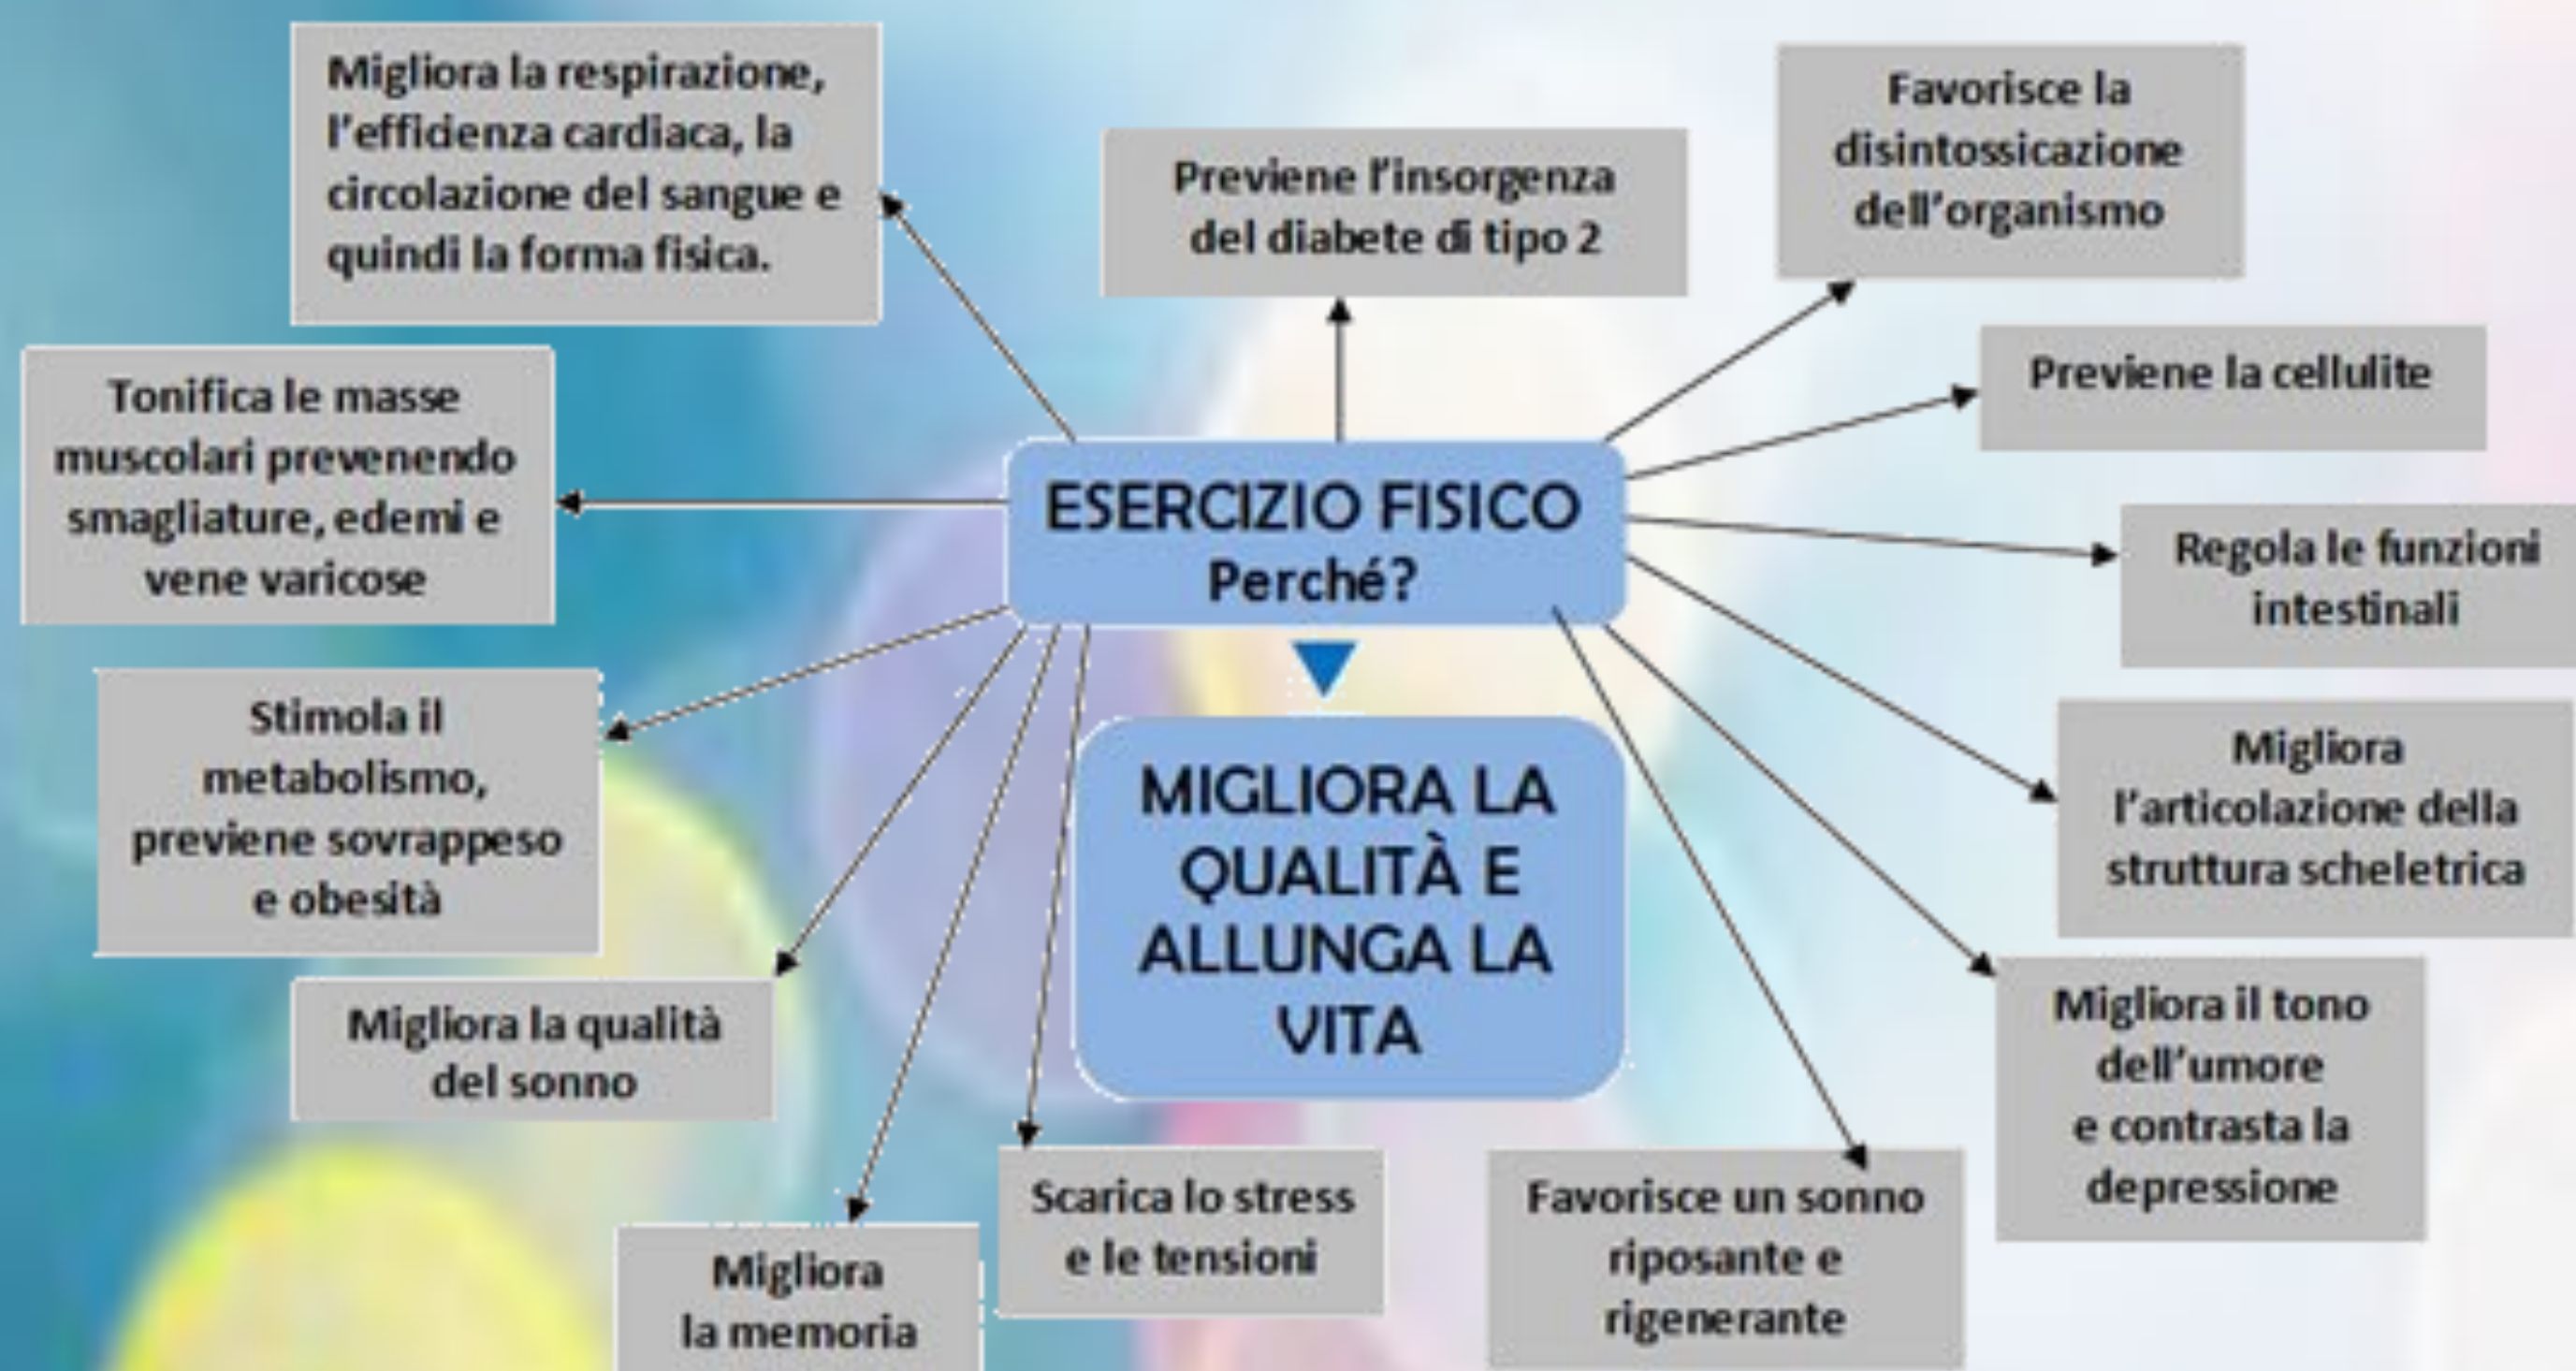 Migliora la respirazione,
l'efficienza cardiaca, la
circolazione del sangue e
quindi la forma fisica.
Previene l'insorgenza
del diabete di tipo 2
Favorisce la
disintossicazione
dell'organismo
Previene la cellulite
Tonifica le masse
muscolari prevenendo
smagliature, edemi e
vene varicose
ESERCIZIO FISICO
Perché?
Regola le funzioni
intestinali
Stimola il
metabolismo,
previene sovrappeso
e obesità
MIGLIORA LA
QUALITÀ E
ALLUNGA LA
VITA
Migliora
l'articolazione della
struttura scheletrica
Migliora la qualità
del sonno
Migliora il tono
dell'umore
e contrasta la
depressione
Migliora
la memoria
Scarica lo stress
e le tensioni
Favorisce un sonno
riposante e
rigenerante